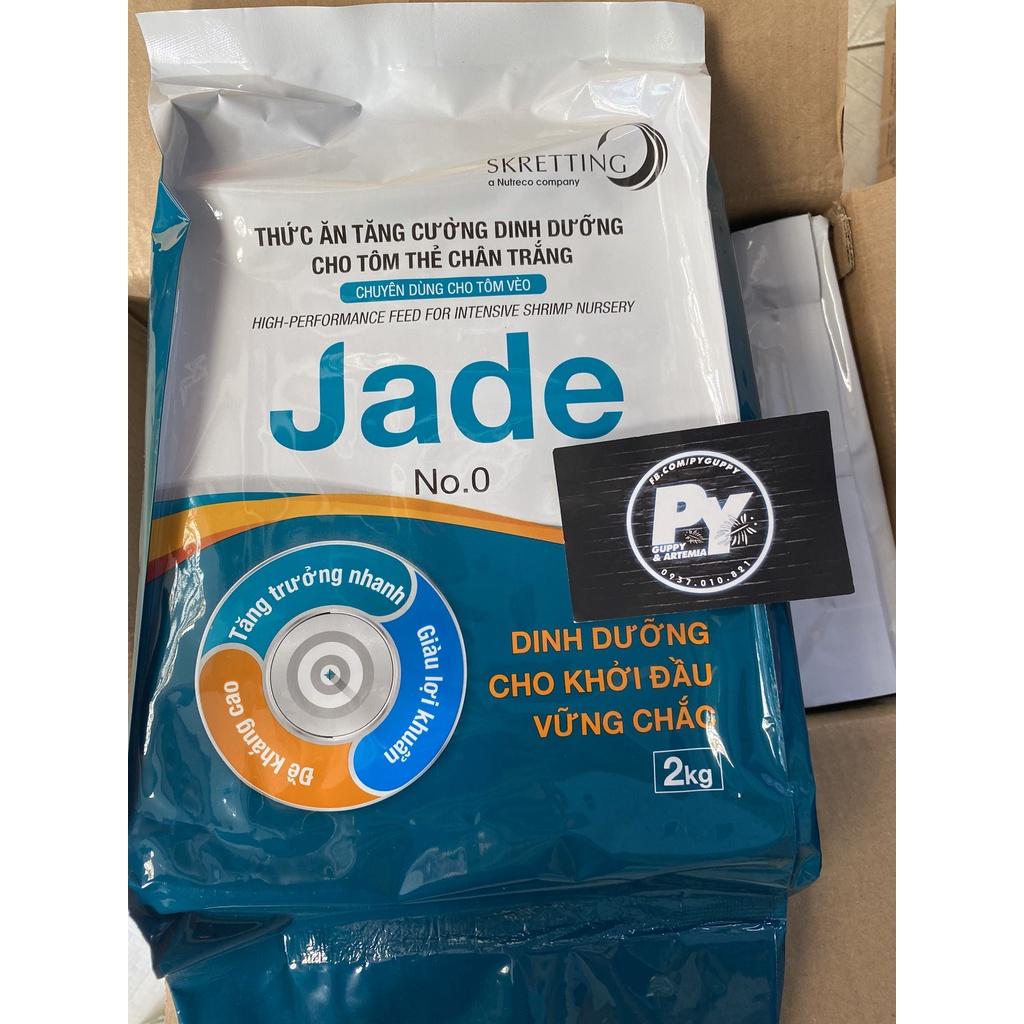 SKRETTING
a Nutreco company
THỨC ĂN TĂNG CƯỜNG DINH DƯỠNG
CHO TÔM THẺ CHÂN TRẮNG
CHUYÊN DÙNG CHO TÔM VÈO
HIGH-PERFORMANCE FEED FOR INTENSIVE SHRIMP NURSERY
Jade
No.0
FB.COM/PYGUPPY
PY
GUPPY
& ARTEMIA
0937.010.821
Tăng trưởng nhanh
Giàu lợi khuẩn
Đề kháng cao
DINH DƯỠNG
CHO KHỞI ĐẦU
VỮNG CHẮC
2kg